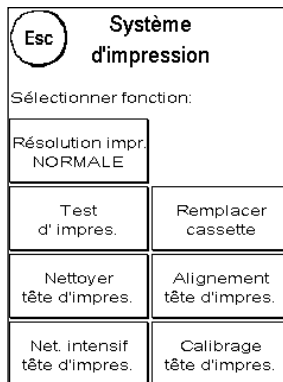 Esc
Système
d'impression
Sélectionner fonction:
Résolution impr.
NORMALE
Test
d' impres.
Remplacer
cassette
Nettoyer
tête d'impres.
Alignement
tête d'impres.
Net. intensif
tête d'impres.
Calibrage
tête d'impres.